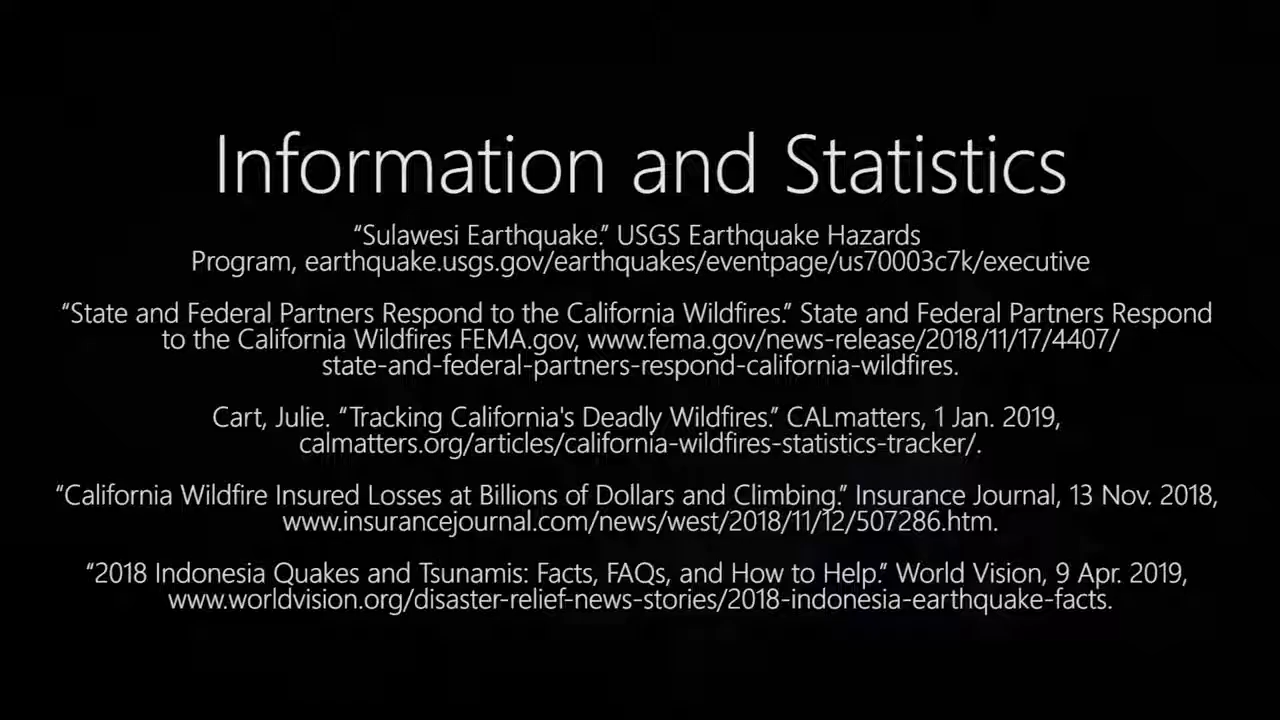 Information and Statistics
“Sulawesi Earthquake.” USGS Earthquake Hazards
Program, earthquake.usgs.gov/earthquakes/eventpage/us70003c7k/executive
“State and Federal Partners Respond to the California Wildfires.” State and Federal Partners Respond
to the California Wildfires FEMA.gov, www.fema.gov/news-release/2018/11/17/4407/
state-and-federal-partners-respond-california-wildfires.
Cart, Julie. “Tracking California's Deadly Wildfires.” CALmatters, 1 Jan. 2019,
calmatters.org/articles/california-wildfires-statistics-tracker/.
“California Wildfire Insured Losses at Billions of Dollars and Climbing.” Insurance Journal, 13 Nov. 2018,
www.insurancejournal.com/news/west/2018/11/12/507286.htm.
“2018 Indonesia Quakes and Tsunamis: Facts, FAQs, and How to Help.” World Vision, 9 Apr. 2019,
www.worldvision.org/disaster-relief-news-stories/2018-indonesia-earthquake-facts.